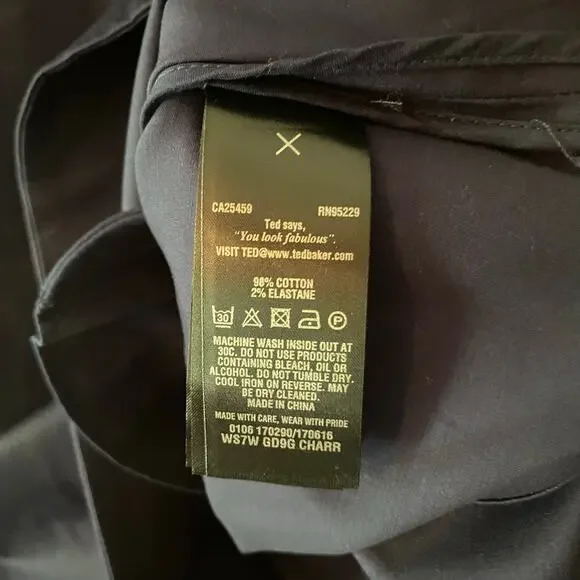 CA25459 RN95229
Ted says,
"You look fabulous".
VISIT TED@www.tedbaker.com
98% COTTON
2% ELASTANE
30 P
MACHINE WASH INSIDE OUT AT
30C. DO NOT USE PRODUCTS
CONTAINING BLEACH, OIL OR
ALCOHOL. DO NOT TUMBLE DRY.
COOL IRON ON REVERSE. MAY
BE DRY CLEANED.
MADE IN CHINA
MADE WITH CARE, WEAR WITH PRIDE
0106 170290/170616
WS7W GD9G CHARR